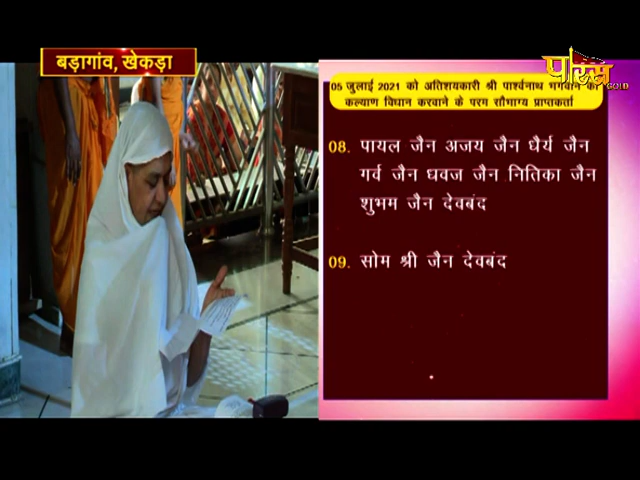 बड़ागांव, खेकड़ा
पारस
GOLD
05 जुलाई 2021 को अतिशयकारी श्री पार्श्वनाथ भगवान का
कल्याण विधान करवाने के परम सौभाग्य प्राप्तकर्ता
08. पायल जैन अजय जैन धैर्य जैन
गर्व जैन धवज जैन नितिका जैन
शुभम जैन देवबंद
09. सोम श्री जैन देवबंद